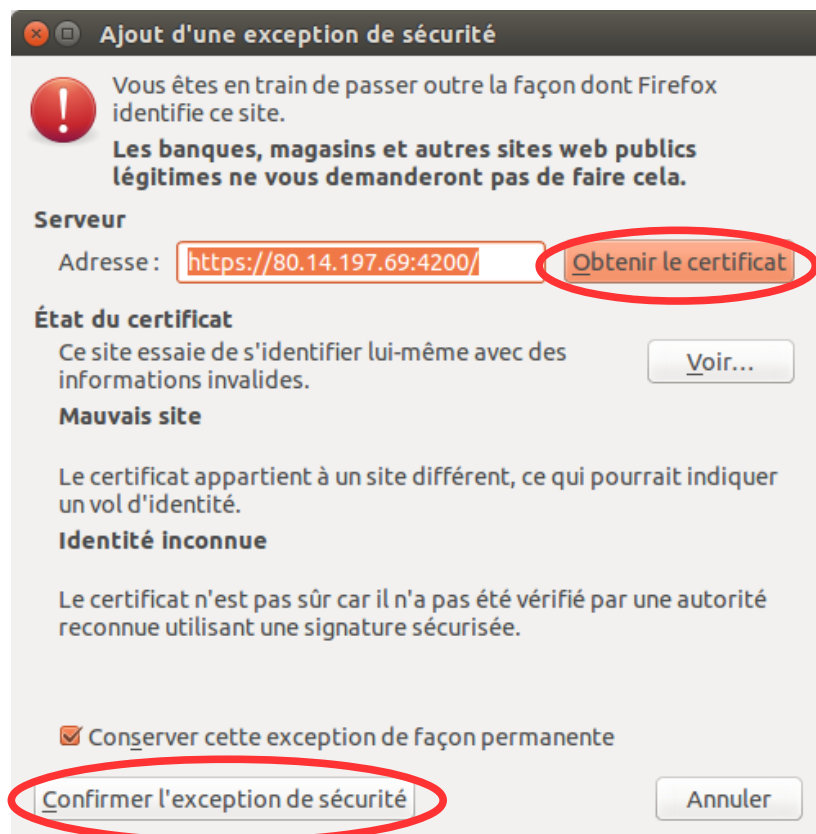 Ajout d'une exception de sécurité
Vous êtes en train de passer outre la façon dont Firefox
identifie ce site.
Les banques, magasins et autres sites web publics
légitimes ne vous demanderont pas de faire cela.
Serveur
Adresse : https://80.14.197.69:4200/ Obtenir le certificat
État du certificat
Ce site essaie de s'identifier lui-même avec des
informations invalides.
Voir...
Mauvais site
Le certificat appartient à un site différent, ce qui pourrait indiquer
un vol d'identité.
Identité inconnue
Le certificat n'est pas sûr car il n'a pas été vérifié par une autorité
reconnue utilisant une signature sécurisée.
Conserver cette exception de façon permanente
Confirmer l'exception de sécurité Annuler